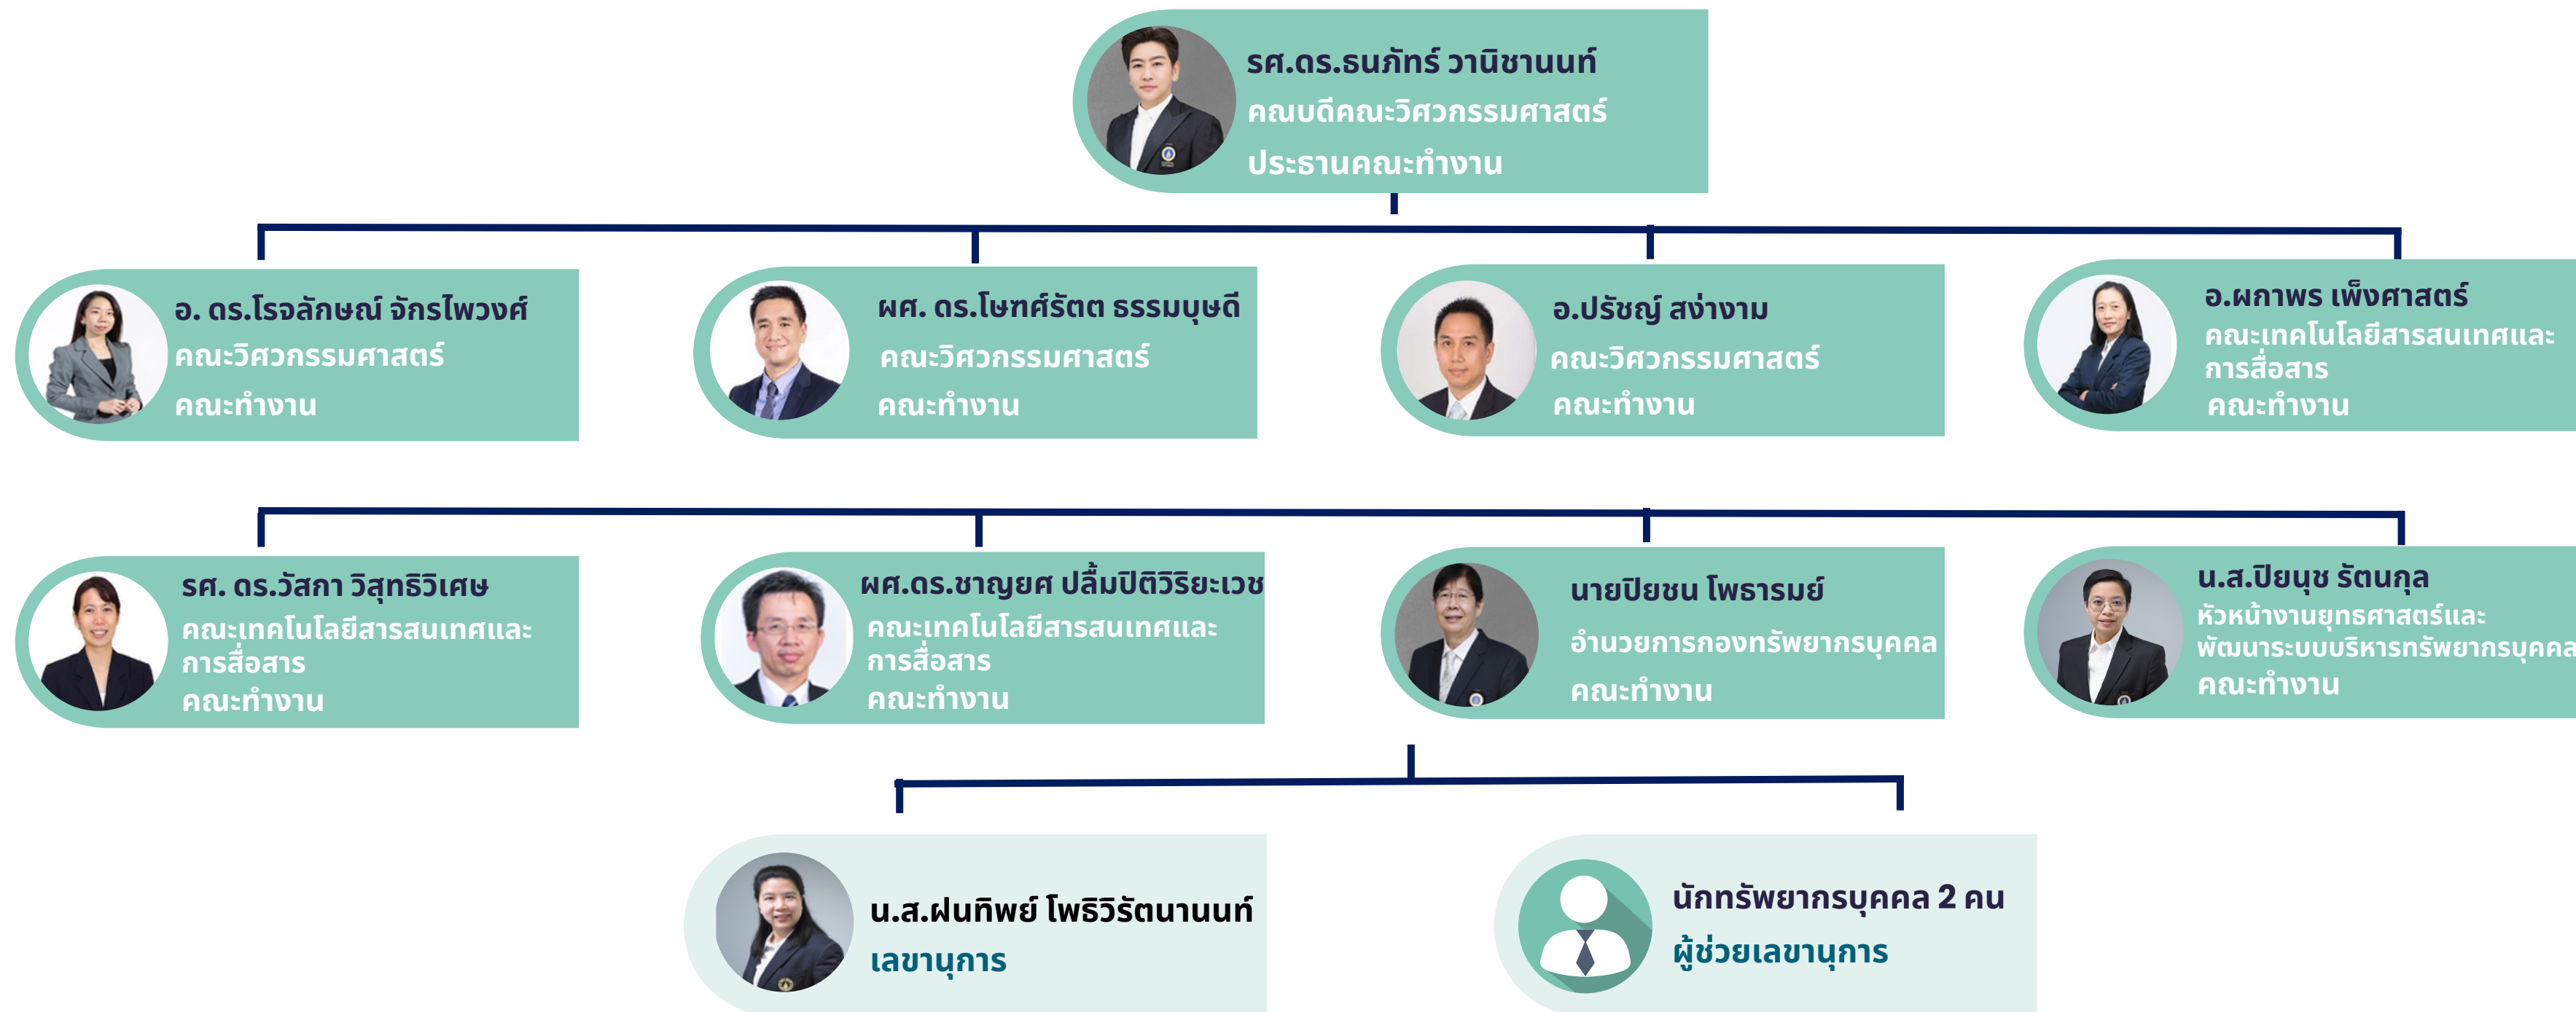 รศ.ดร.ธนภัทร์ วานิชานนท์
คณบดีคณะวิศวกรรมศาสตร์
ประธานคณะทำงาน
อ. ดร.โรจลักษณ์ จักรไพวงศ์
คณะวิศวกรรมศาสตร์
คณะทำงาน
ผศ. ดร.โษฑศ์รัตต ธรรมบุษดี
คณะวิศวกรรมศาสตร์
คณะทำงาน
อ.ปรัชญ์ สง่างาม
คณะวิศวกรรมศาสตร์
คณะทำงาน
อ.ผกาพร เพ็งศาสตร์
คณะเทคโนโลยีสารสนเทศและ
การสื่อสาร
คณะทำงาน
รศ. ดร.วัสกา วิสุทธิวิเศษ
คณะเทคโนโลยีสารสนเทศและ
การสื่อสาร
คณะทำงาน
ผศ.ดร.ชาญยศ ปลื้มปิติวิริยะเวช
คณะเทคโนโลยีสารสนเทศและ
การสื่อสาร
คณะทำงาน
นายปิยชน โพธารมย์
อำนวยการกองทรัพยากรบุคคล
คณะทำงาน
น.ส.ปิยนุช รัตนกุล
หัวหน้างานยุทธศาสตร์และ
พัฒนาระบบบริหารทรัพยากรบุคคล
คณะทำงาน
น.ส.ฝนทิพย์ โพธิวิรัตนานนท์
เลขานุการ
นักทรัพยากรบุคคล 2 คน
ผู้ช่วยเลขานุการ